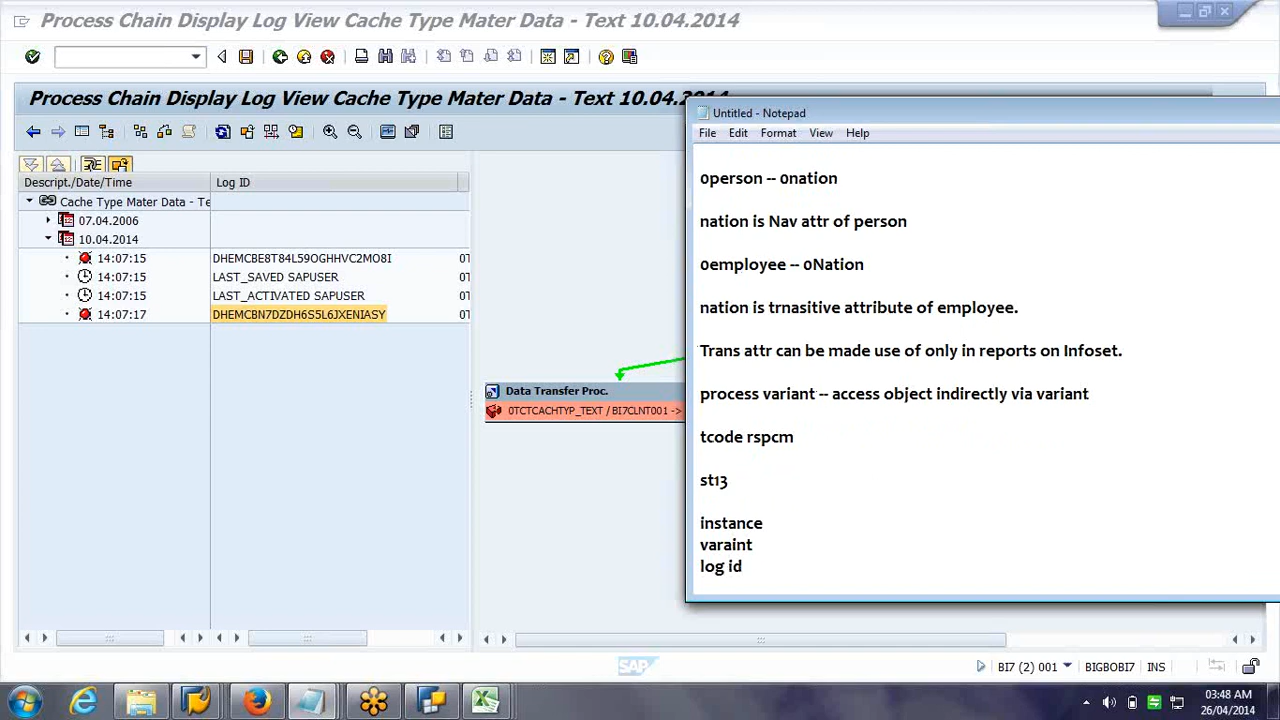 Process Chain Display Log View Cache Type Mater Data - Text 10.04.2014
Process Chain Display Log View Cache Type Mater Data - Text 10.04.2014
Untitled - Notepad
File Edit Format View Help
Descript./Date/Time Log ID
Cache Type Mater Data - Te
07.04.2006
10.04.2014
14:07:15 DHEMCBE8T84L59OGHHVC2MO8I 0T
14:07:15 LAST_SAVED SAPUSER 0T
14:07:15 LAST_ACTIVATED SAPUSER 0T
14:07:17 DHEMCBN7DZDH6S5L6JXENIASY 0T
Data Transfer Proc.
0TCTCACHTYP_TEXT / BI7CLNT001 ->
0person -- 0nation
nation is Nav attr of person
0employee -- 0Nation
nation is trnasitive attribute of employee.
Trans attr can be made use of only in reports on Infoset.
process variant -- access object indirectly via variant
tcode rspcm
st13
instance
varaint
log id
SAP
BI7 (2) 001 BIGBOBI7 INS
03:48 AM
26/04/2014